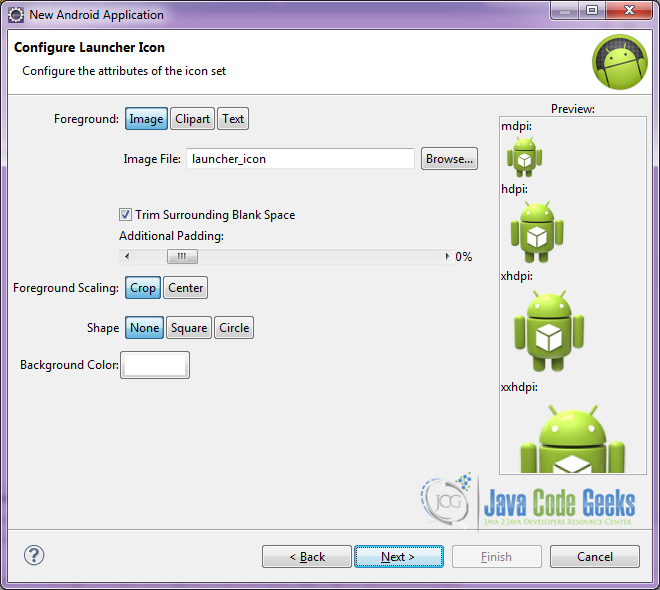 New Android Application
Configure Launcher Icon
Configure the attributes of the icon set
Foreground: Image Clipart Text
Image File: launcher_icon Browse...
Trim Surrounding Blank Space
Additional Padding:
0%
Foreground Scaling: Crop Center
Shape None Square Circle
Background Color:
Preview:
mdpi:
hdpi:
xhdpi:
xxhdpi:
JCG Java Code Geeks
JAVA 2 JAVA DEVELOPERS RESOURCE CENTER
? < Back Next > Finish Cancel